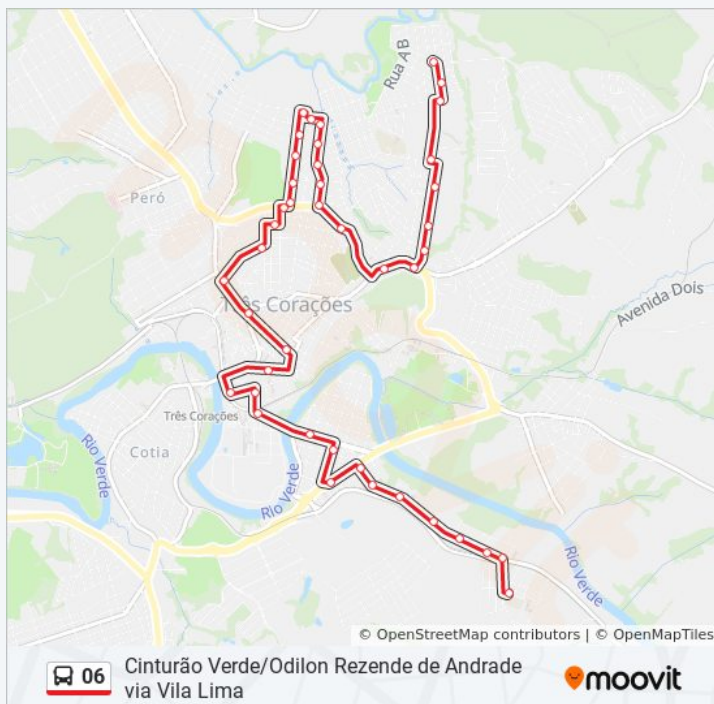 Rua AB
Peró
Três Corações
Avenida Dois
Três Corações
Cotia
Rio Verde
Rio Verde
Rio Verde
© OpenStreetMap contributors | © OpenMapTiles
06
Cinturão Verde/Odilon Rezende de Andrade
via Vila Lima
moovit